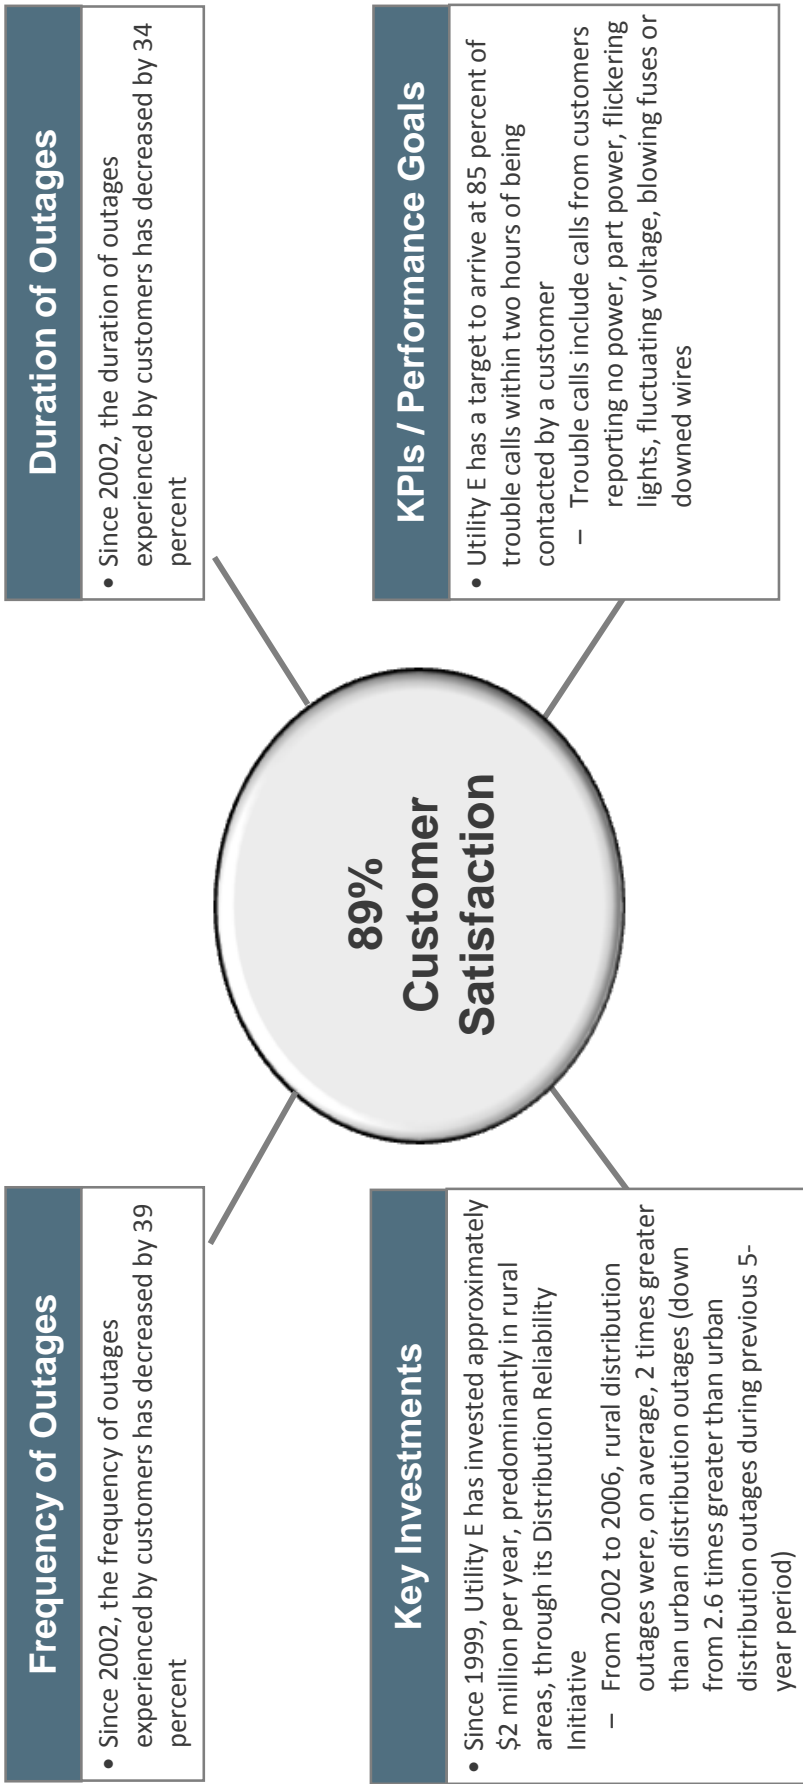 Frequency of Outages
• Since 2002, the frequency of outages
experienced by customers has decreased by 39
percent
Duration of Outages
• Since 2002, the duration of outages
experienced by customers has decreased by 34
percent
89%
Customer
Satisfaction
Key Investments
• Since 1999, Utility E has invested approximately
$2 million per year, predominantly in rural
areas, through its Distribution Reliability
Initiative
– From 2002 to 2006, rural distribution
outages were, on average, 2 times greater
than urban distribution outages (down
from 2.6 times greater than urban
distribution outages during previous 5-
year period)
KPIs / Performance Goals
• Utility E has a target to arrive at 85 percent of
trouble calls within two hours of being
contacted by a customer
– Trouble calls include calls from customers
reporting no power, part power, flickering
lights, fluctuating voltage, blowing fuses or
downed wires